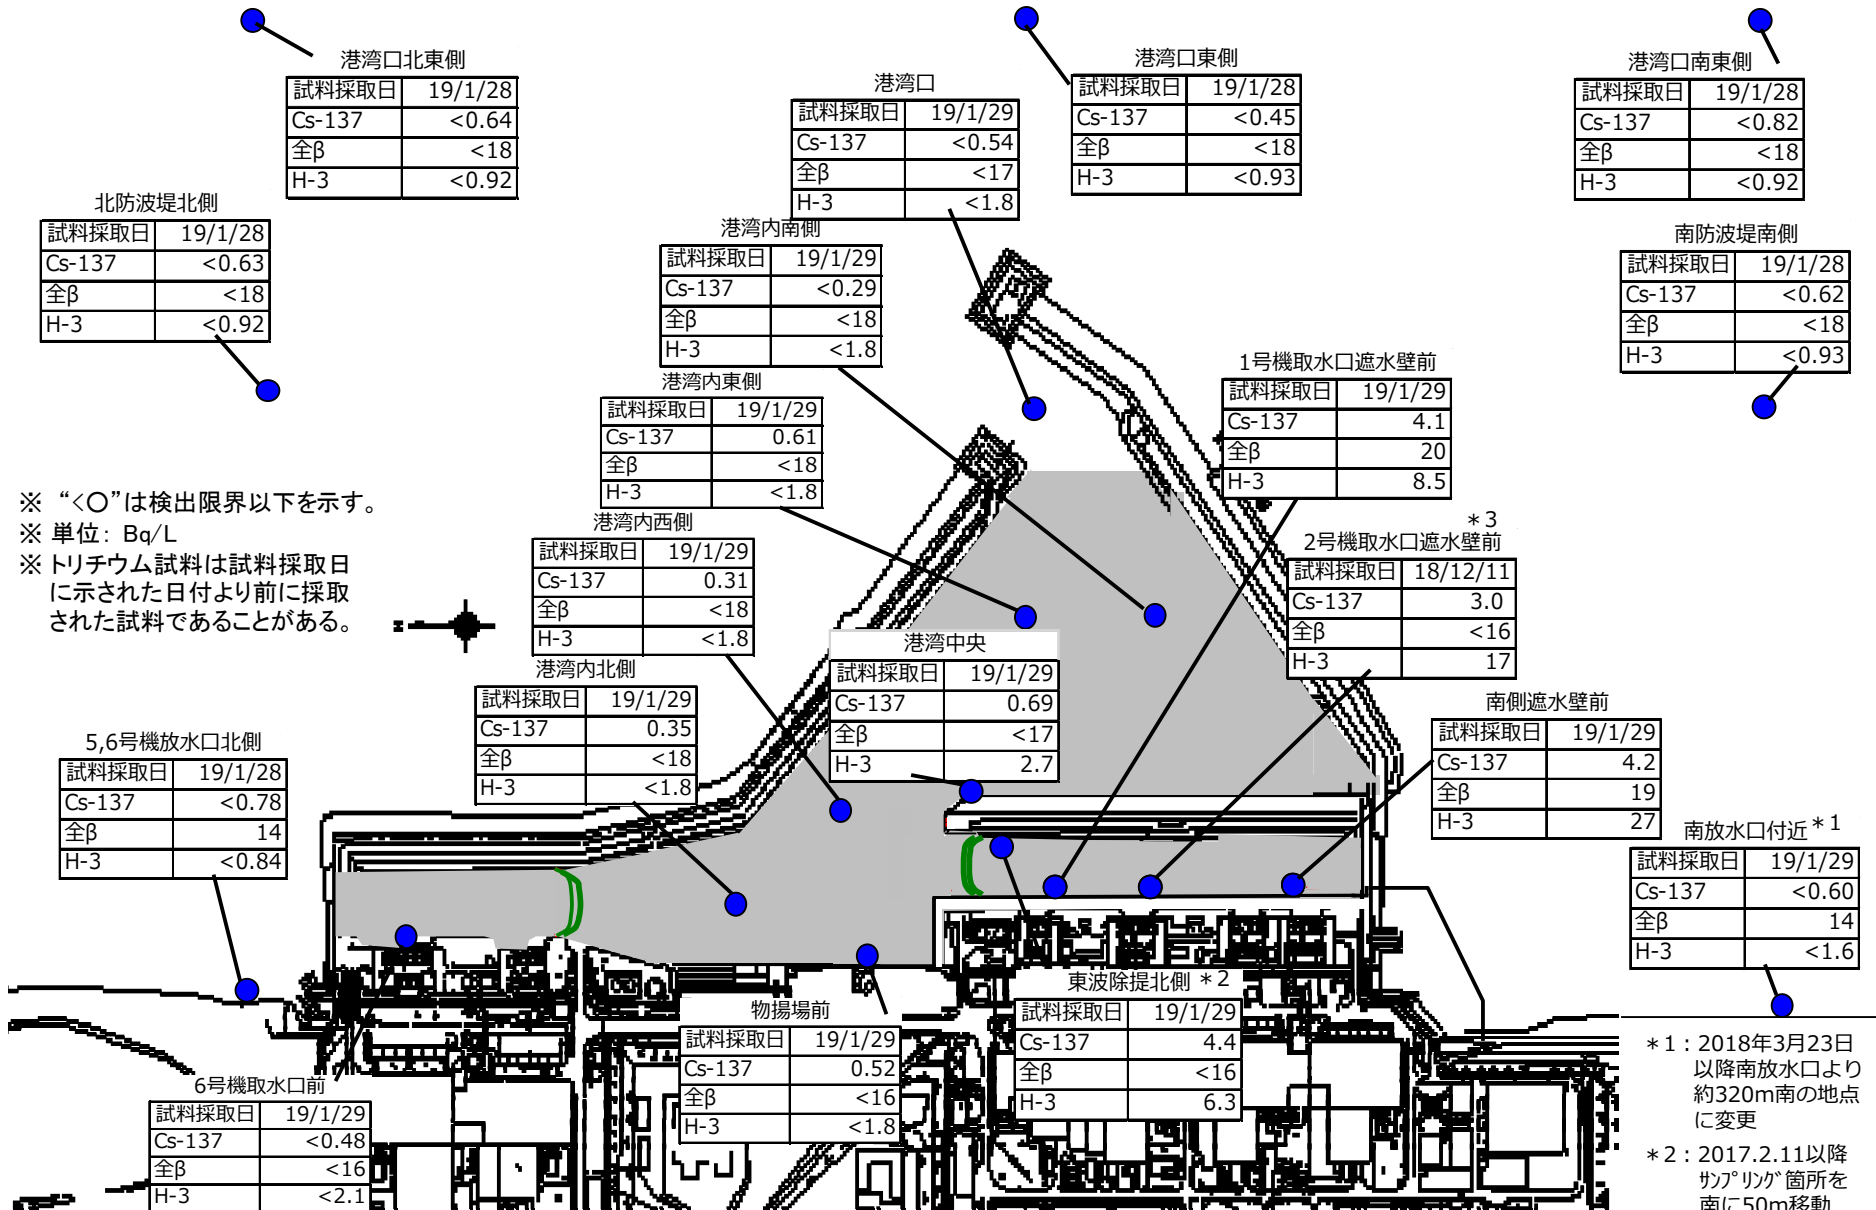 港湾口北東側
試料採取日 19/1/28
Cs-137 <0.64
全β <18
H-3 <0.92
港湾口
試料採取日 19/1/29
Cs-137 <0.54
全β <17
H-3 <1.8
港湾口東側
試料採取日 19/1/28
Cs-137 <0.45
全β <18
H-3 <0.93
港湾口南東側
試料採取日 19/1/28
Cs-137 <0.82
全β <18
H-3 <0.92
北防波堤北側
試料採取日 19/1/28
Cs-137 <0.63
全β <18
H-3 <0.92
港湾内南側
試料採取日 19/1/29
Cs-137 <0.29
全β <18
H-3 <1.8
南防波堤南側
試料採取日 19/1/28
Cs-137 <0.62
全β <18
H-3 <0.93
港湾内東側
試料採取日 19/1/29
Cs-137 0.61
全β <18
H-3 <1.8
1号機取水口遮水壁前
試料採取日 19/1/29
Cs-137 4.1
全β 20
H-3 8.5
※ “<○”は検出限界以下を示す。
※ 単位: Bq/L
※ トリチウム試料は試料採取日
に示された日付より前に採取
された試料であることがある。
港湾内西側
試料採取日 19/1/29
Cs-137 0.31
全β <18
H-3 <1.8
*3
2号機取水口遮水壁前
試料採取日 18/12/11
Cs-137 3.0
全β <16
H-3 17
港湾中央
試料採取日 19/1/29
Cs-137 0.69
全β <17
H-3 2.7
港湾内北側
試料採取日 19/1/29
Cs-137 0.35
全β <18
H-3 <1.8
南側遮水壁前
試料採取日 19/1/29
Cs-137 4.2
全β 19
H-3 27
5,6号機放水口北側
試料採取日 19/1/28
Cs-137 <0.78
全β 14
H-3 <0.84
南放水口付近*1
試料採取日 19/1/29
Cs-137 <0.60
全β 14
H-3 <1.6
東波除提北側 *2
試料採取日 19/1/29
Cs-137 4.4
全β <16
H-3 6.3
物揚場前
試料採取日 19/1/29
Cs-137 0.52
全β <16
H-3 <1.8
6号機取水口前
試料採取日 19/1/29
Cs-137 <0.48
全β <16
H-3 <2.1
*1:2018年3月23日
以降南放水口より
約320m南の地点
に変更
*2:2017.2.11以降
サンプリング箇所を
南に50m移動